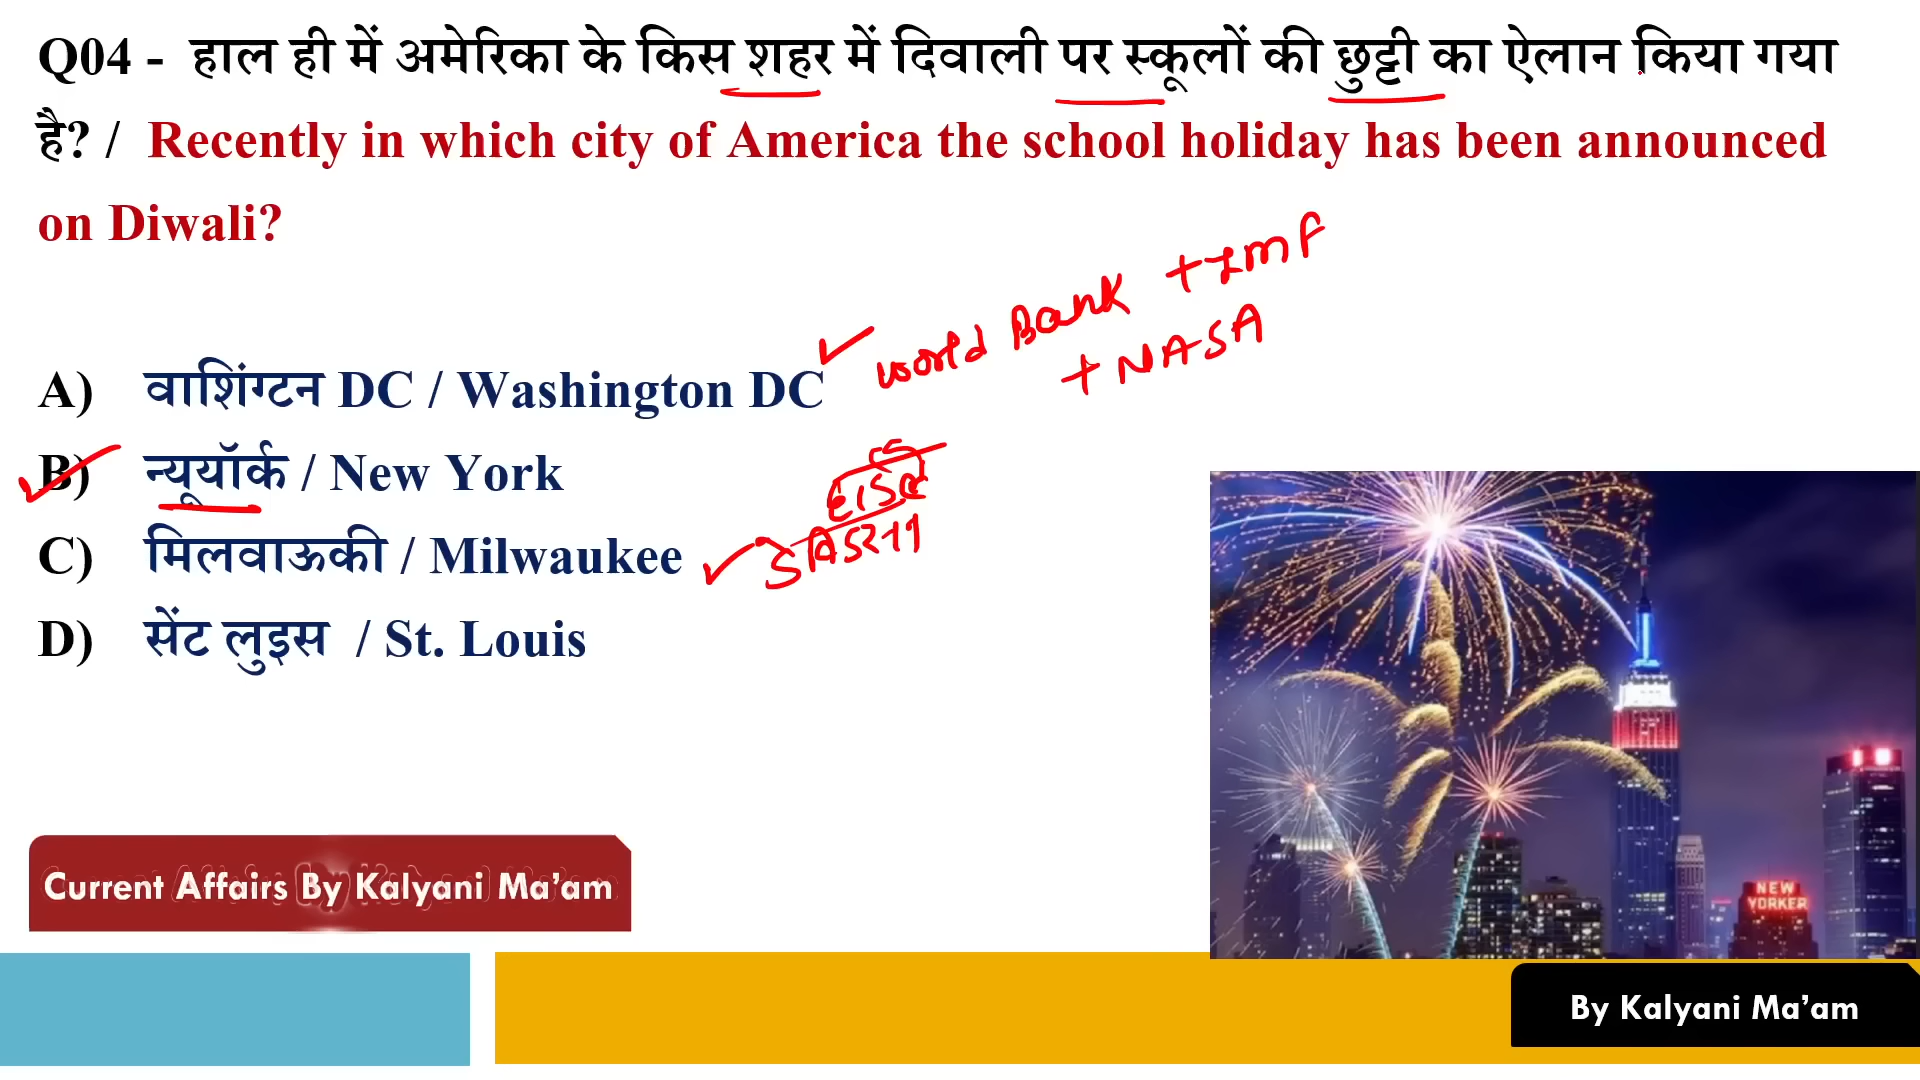 Q04 - हाल ही में अमेरिका के किस शहर में दिवाली पर स्कूलों की छुट्टी का ऐलान किया गया
है? / Recently in which city of America the school holiday has been announced
on Diwali?
World Bank + IMF
+ NASA
A) वाशिंग्टन DC / Washington DC
B) न्यूयॉर्क / New York
C) मिलवाऊकी / Milwaukee
D) सेंट लुइस / St. Louis
NEW
YORKER
Current Affairs By Kalyani Ma’am
By Kalyani Ma’am